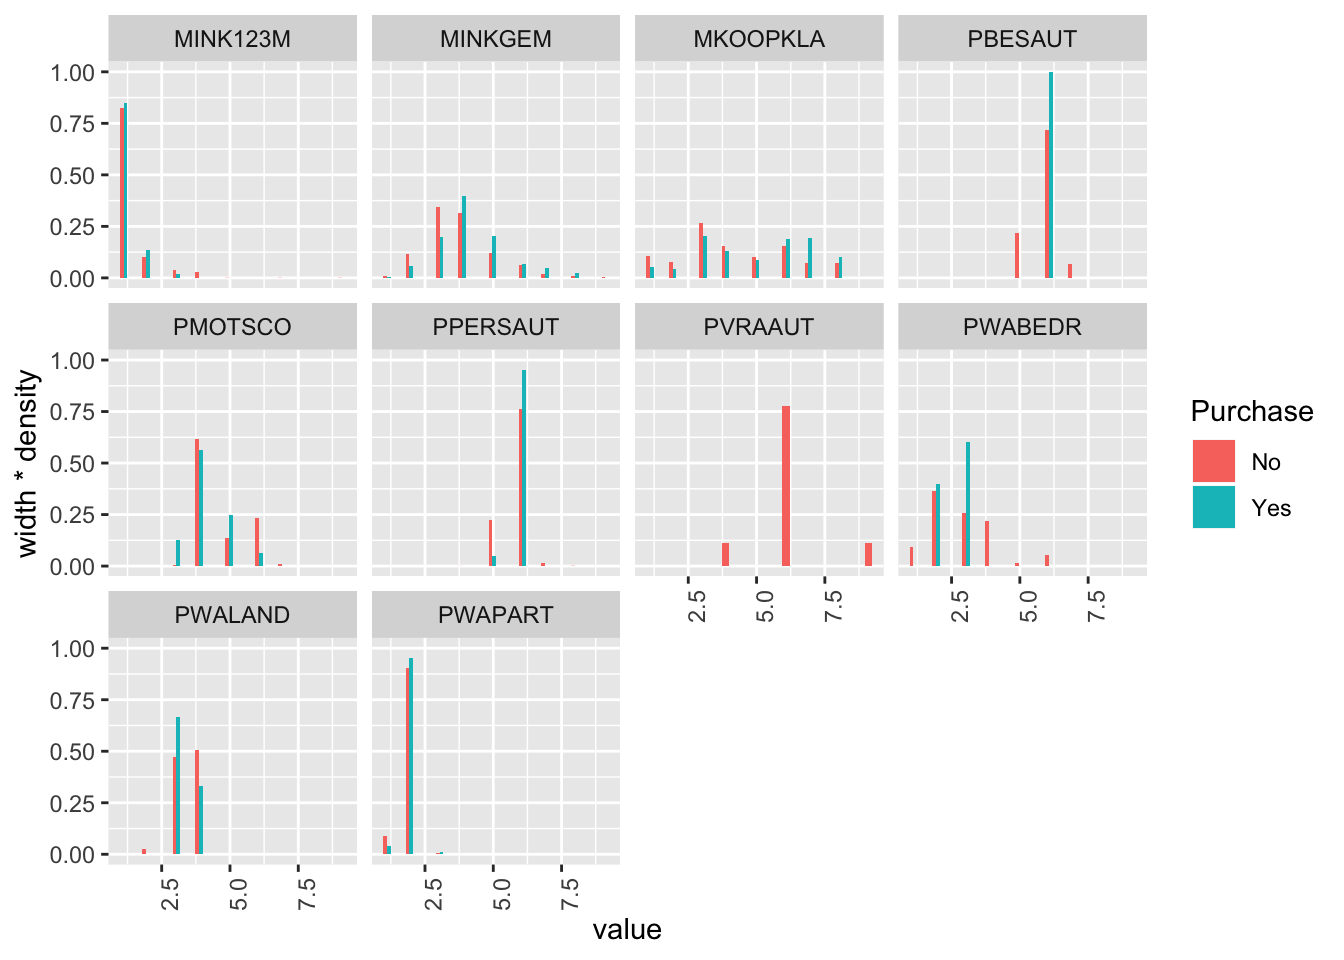 MINK123M MINKGEM MKOOPKLA PBESAUT
1.00
0.75
0.50
0.25
0.00
PMOTSCO PPERSAUT PVRAAUT PWABEDR
1.00
0.75
0.50
0.25
0.00
2.5 5.0 7.5 2.5 5.0 7.5
PWALAND PWAPART
1.00
0.75
0.50
0.25
0.00
2.5 5.0 7.5 2.5 5.0 7.5
value
width * density
Purchase
No
Yes